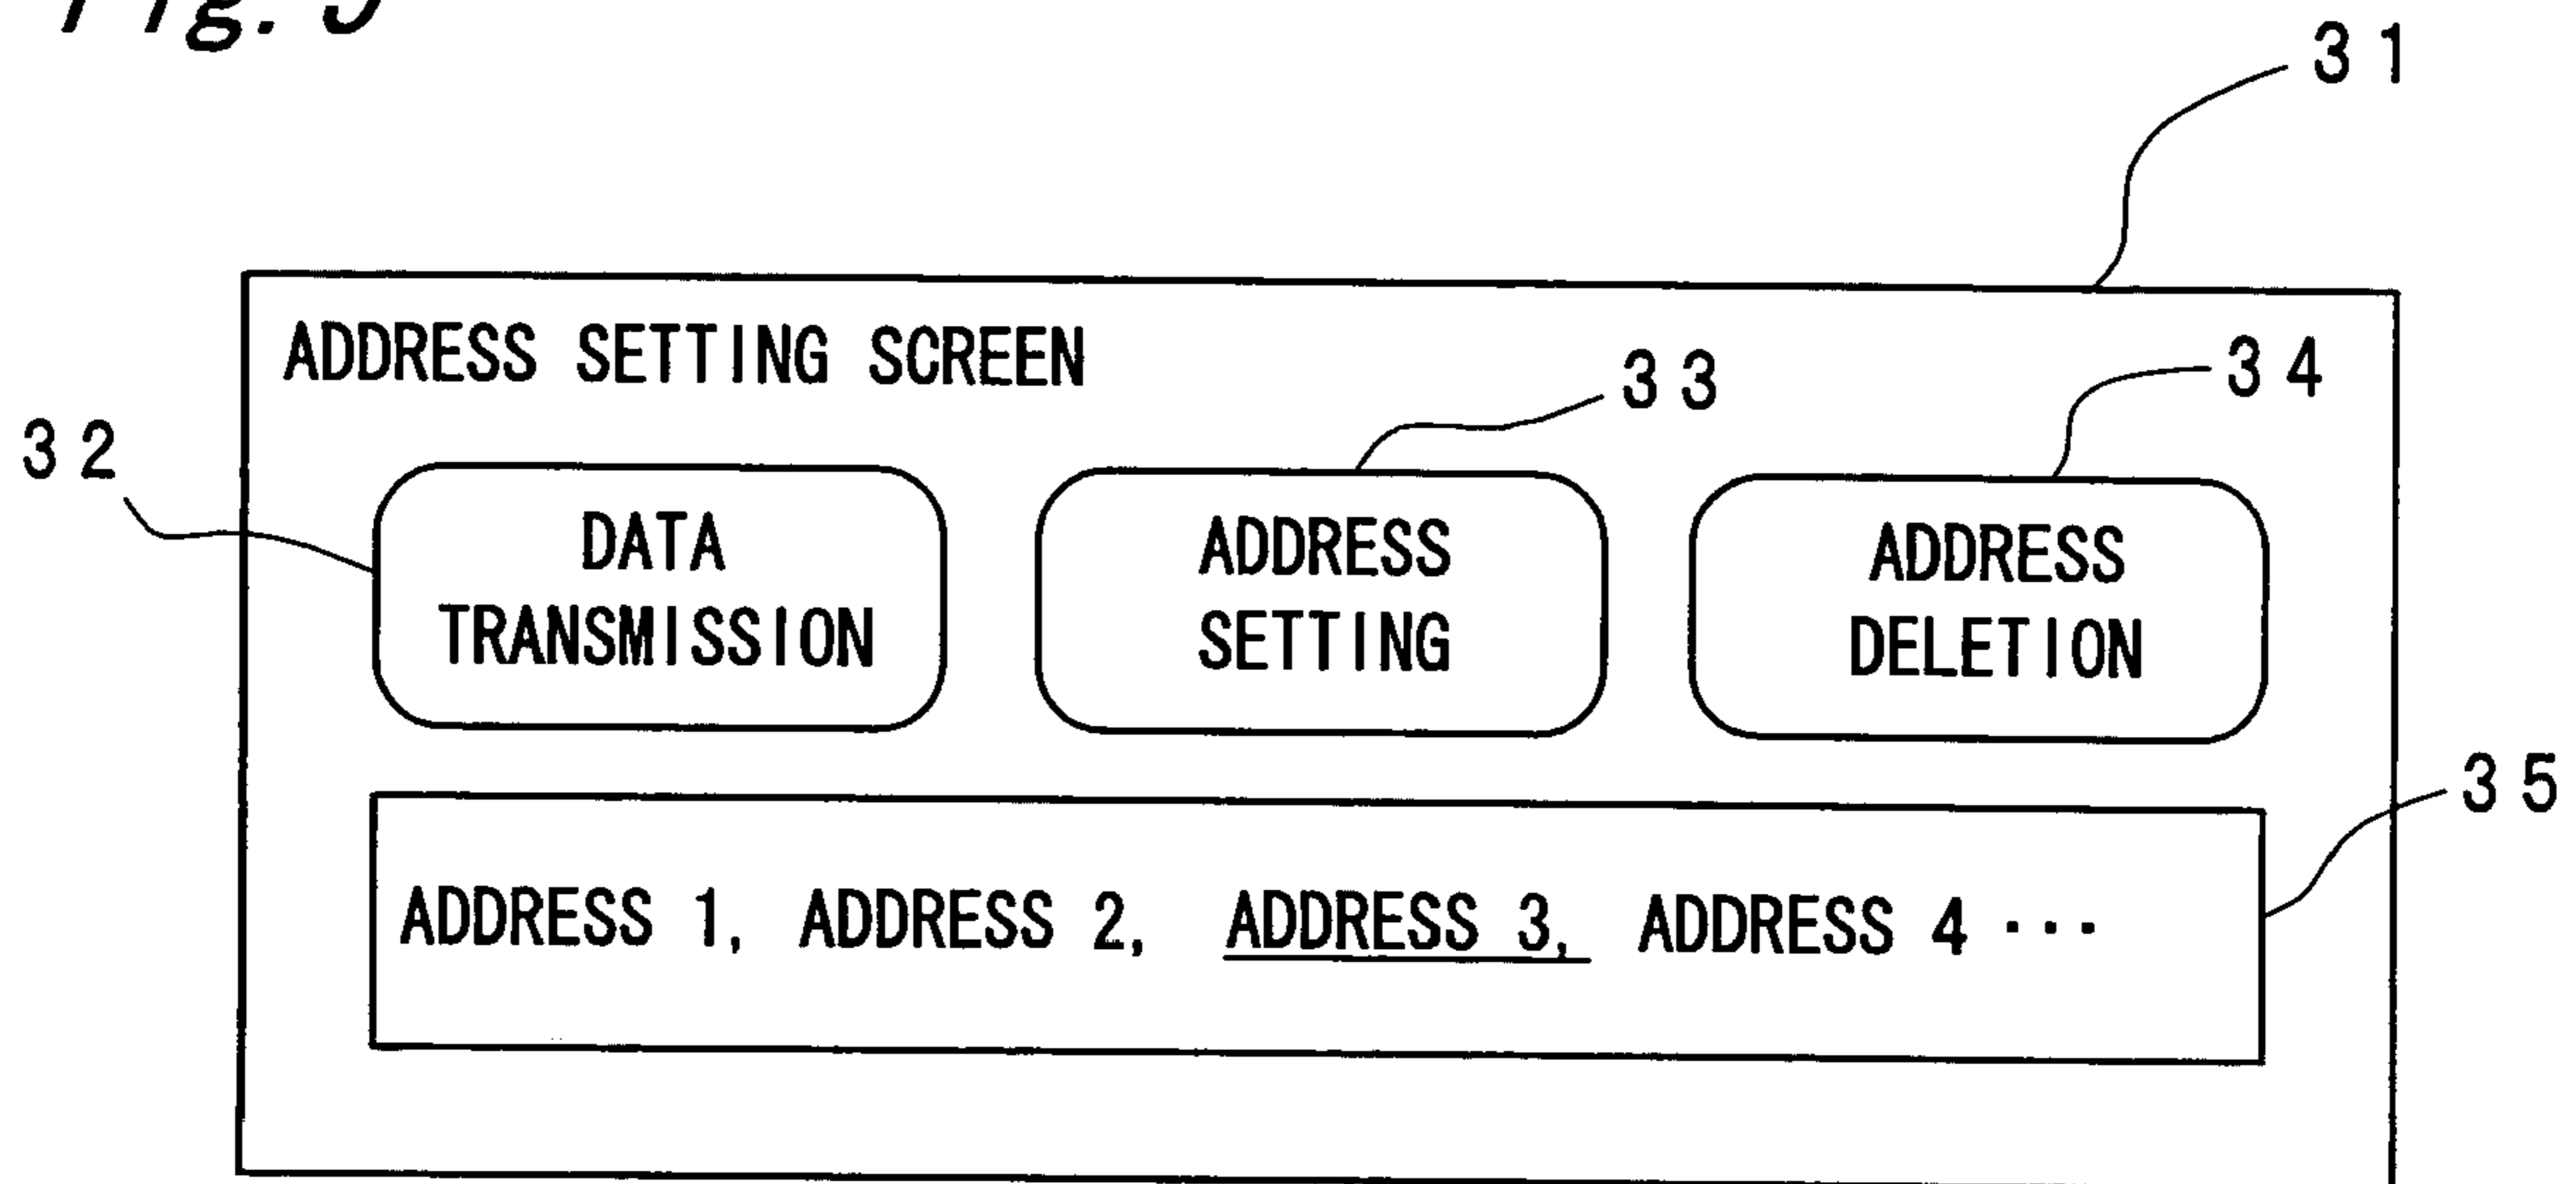 Fig.
31
ADDRESS SETTING SCREEN
33
34
32
DATA
TRANSMISSION
ADDRESS
SETTING
ADDRESS
DELETION
35
ADDRESS 1, ADDRESS 2, ADDRESS 3, ADDRESS 4 ···